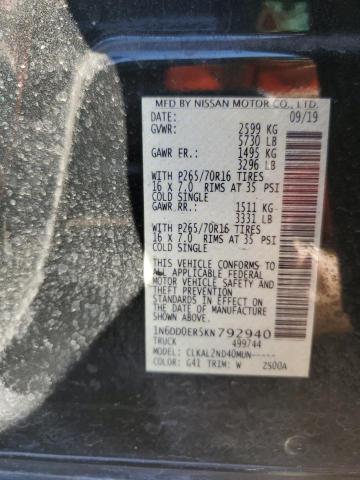 MFD BY NISSAN MOTOR CO., LTD.
DATE: 09/19
GVWR: 2599 KG
5730 LB
GAWR FR.: 1495 KG
3296 LB
WITH P265/70R16 TIRES
16 X 7.0 RIMS AT 35 PSI
COLD SINGLE
GAWR RR.: 1511 KG
3331 LB
WITH P265/70R16 TIRES
16 X 7.0 RIMS AT 35 PSI
COLD SINGLE
THIS VEHICLE CONFORMS TO
ALL APPLICABLE FEDERAL
MOTOR VEHICLE SAFETY AND
THEFT PREVENTION
STANDARDS IN EFFECT ON
THE DATE OF MANUFACTURE
SHOWN ABOVE.
1N6DD0ER5KN792940
TRUCK 499744
MODEL: CLKAL2ND40MUN-----
COLOR: G41 TRIM: W 2S00A